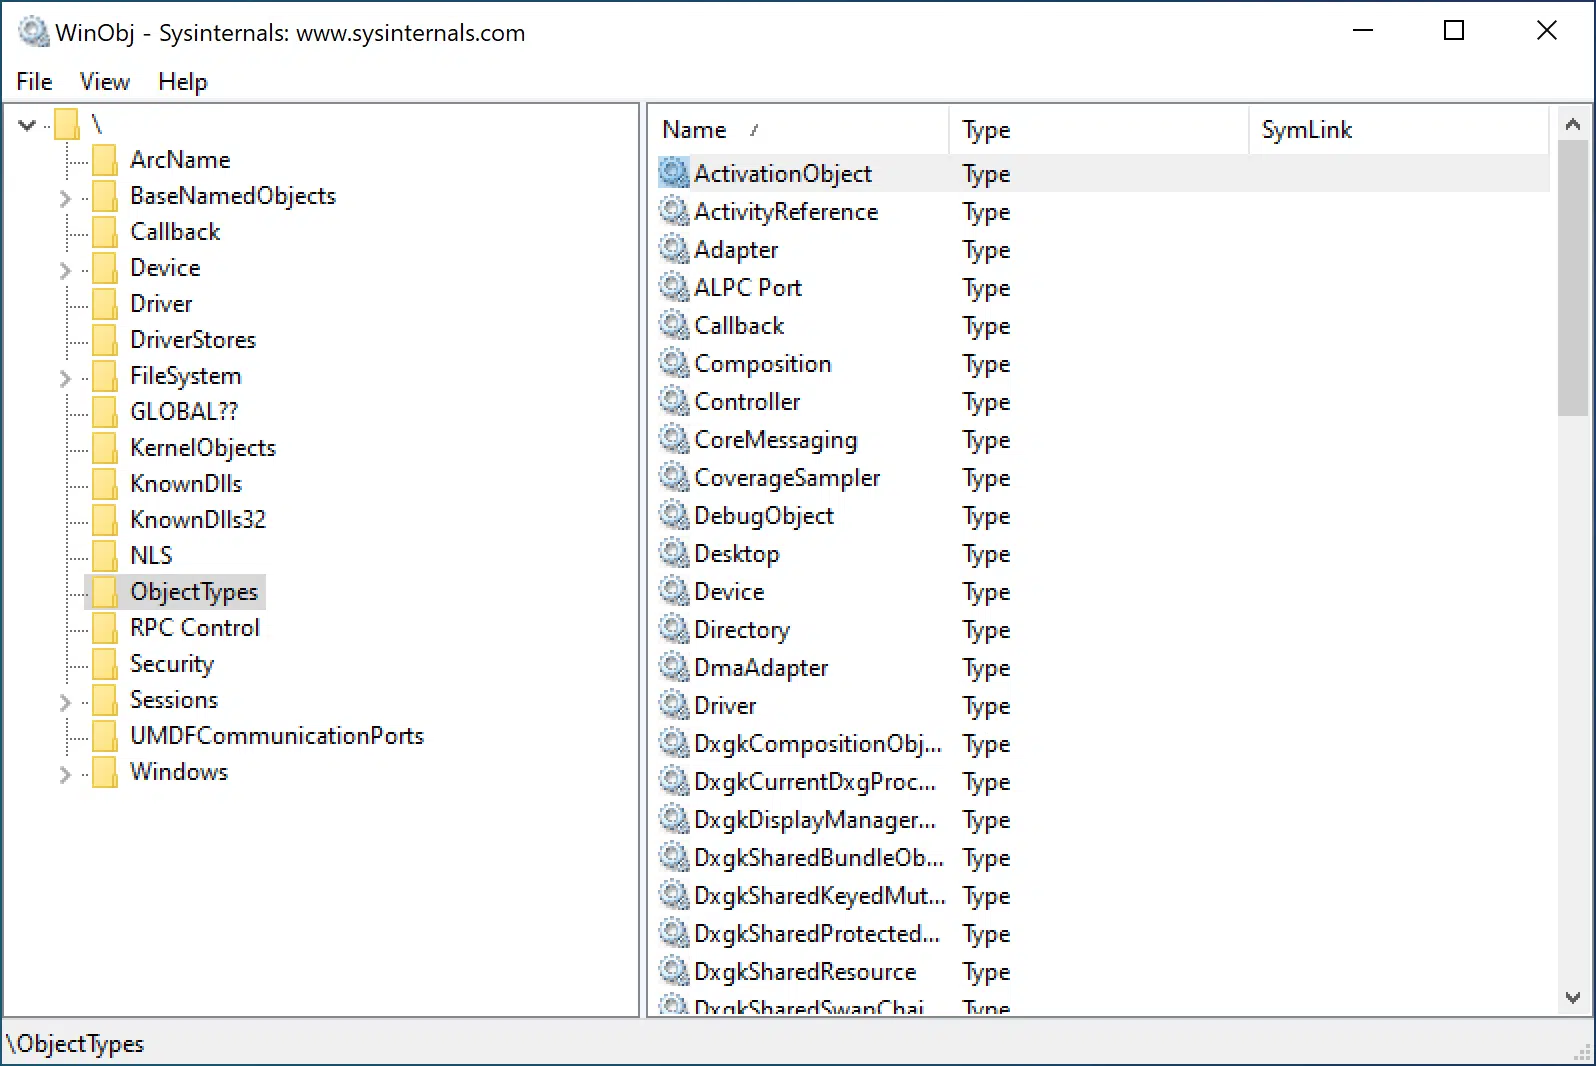 WinObj - Sysinternals: www.sysinternals.com
File View Help
\
ArcName
BaseNamedObjects
Callback
Device
Driver
DriverStores
FileSystem
GLOBAL??
KernelObjects
KnownDlls
KnownDlls32
NLS
ObjectTypes
RPC Control
Security
Sessions
UMDFCommunicationPorts
Windows
Name Type SymLink
ActivationObject Type
ActivityReference Type
Adapter Type
ALPC Port Type
Callback Type
Composition Type
Controller Type
CoreMessaging Type
CoverageSampler Type
DebugObject Type
Desktop Type
Device Type
Directory Type
DmaAdapter Type
Driver Type
DxgkCompositionObj... Type
DxgkCurrentDxgProc... Type
DxgkDisplayManager... Type
DxgkSharedBundleOb... Type
DxgkSharedKeyedMut... Type
DxgkSharedProtected... Type
DxgkSharedResource Type
DxgkSharedSwapChai Type
\ObjectTypes